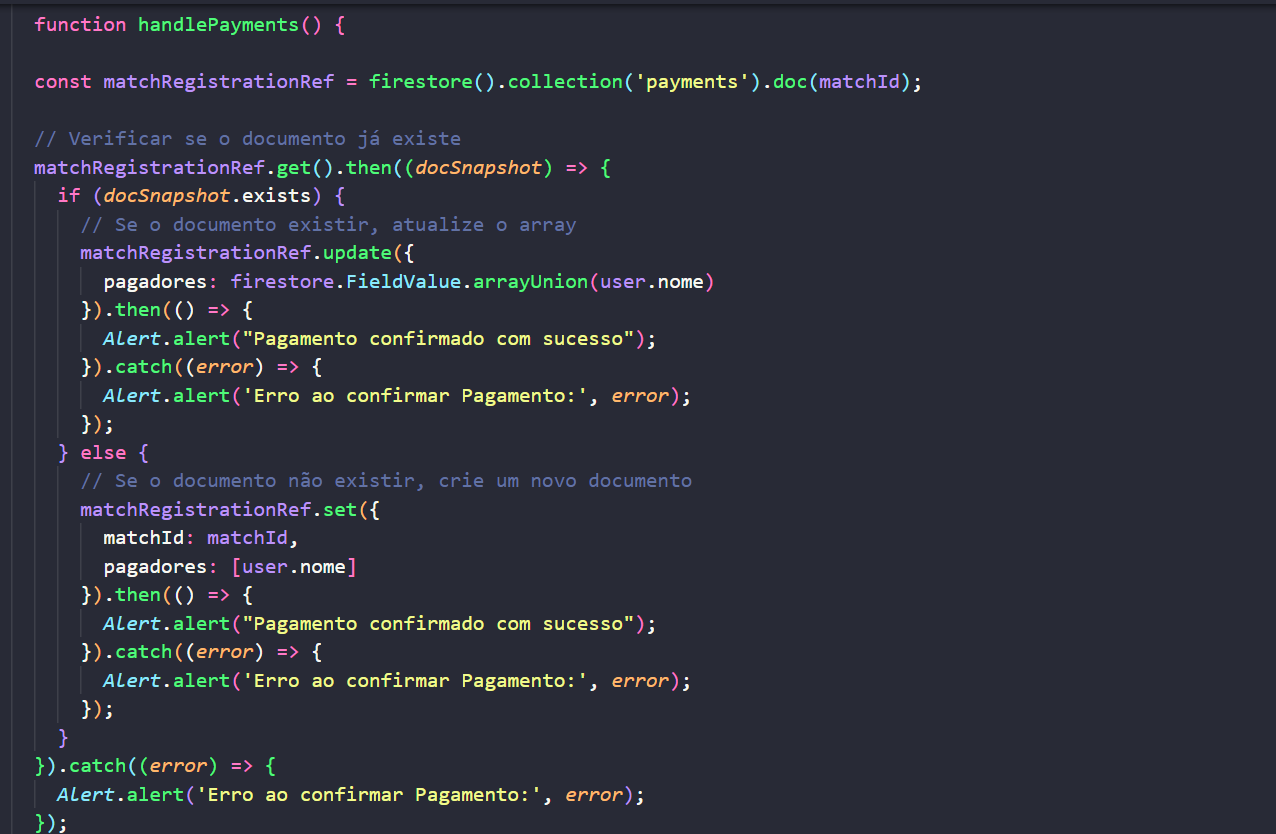 function handlePayments() {
const matchRegistrationRef = firestore().collection('payments').doc(matchId);
// Verificar se o documento já existe
matchRegistrationRef.get().then((docSnapshot) => {
if (docSnapshot.exists) {
// Se o documento existir, atualize o array
matchRegistrationRef.update({
pagadores: firestore.FieldValue.arrayUnion(user.nome)
}).then(() => {
Alert.alert("Pagamento confirmado com sucesso");
}).catch((error) => {
Alert.alert('Erro ao confirmar Pagamento:', error);
});
} else {
// Se o documento não existir, crie um novo documento
matchRegistrationRef.set({
matchId: matchId,
pagadores: [user.nome]
}).then(() => {
Alert.alert("Pagamento confirmado com sucesso");
}).catch((error) => {
Alert.alert('Erro ao confirmar Pagamento:', error);
});
}
}).catch((error) => {
Alert.alert('Erro ao confirmar Pagamento:', error);
});